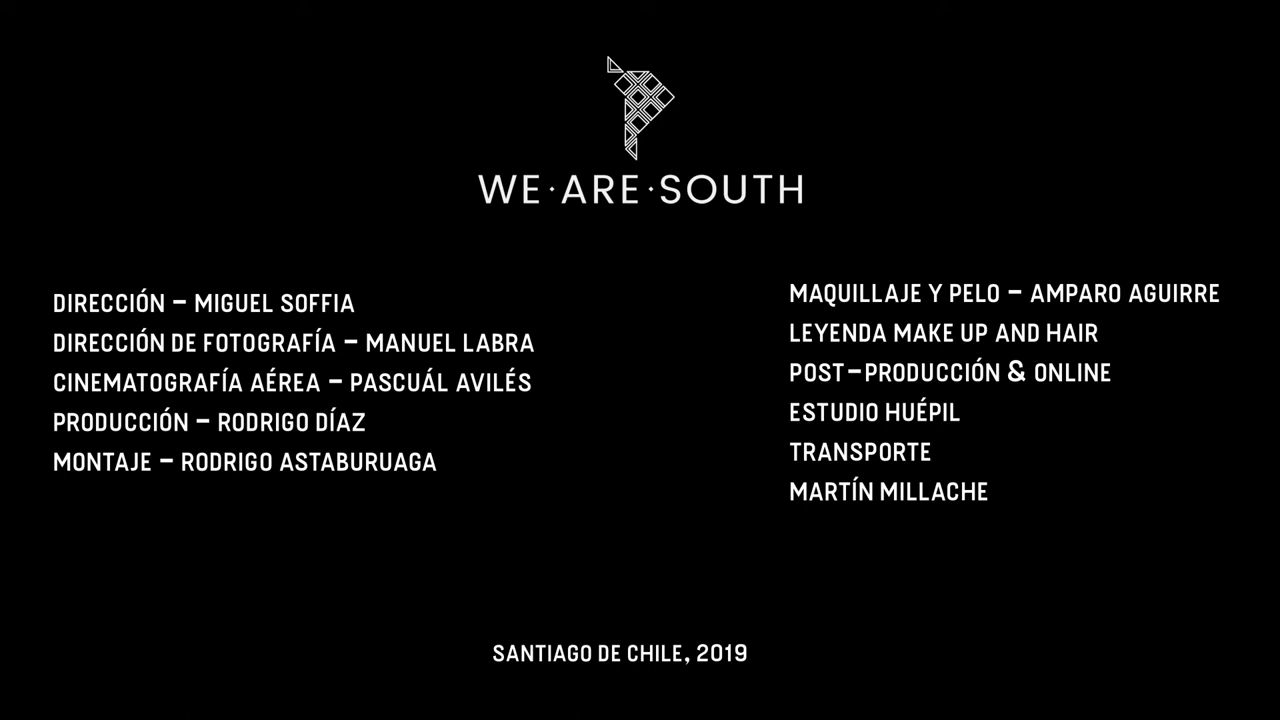 WE·ARE·SOUTH
DIRECCIÓN – MIGUEL SOFFIA
DIRECCIÓN DE FOTOGRAFÍA – MANUEL LABRA
CINEMATOGRAFÍA AÉREA – PASCUÁL AVILÉS
PRODUCCIÓN – RODRIGO DÍAZ
MONTAJE – RODRIGO ASTABURUAGA
MAQUILLAJE Y PELO – AMPARO AGUIRRE
LEYENDA MAKE UP AND HAIR
POST–PRODUCCIÓN & ONLINE
ESTUDIO HUÉPIL
TRANSPORTE
MARTÍN MILLACHE
SANTIAGO DE CHILE, 2019